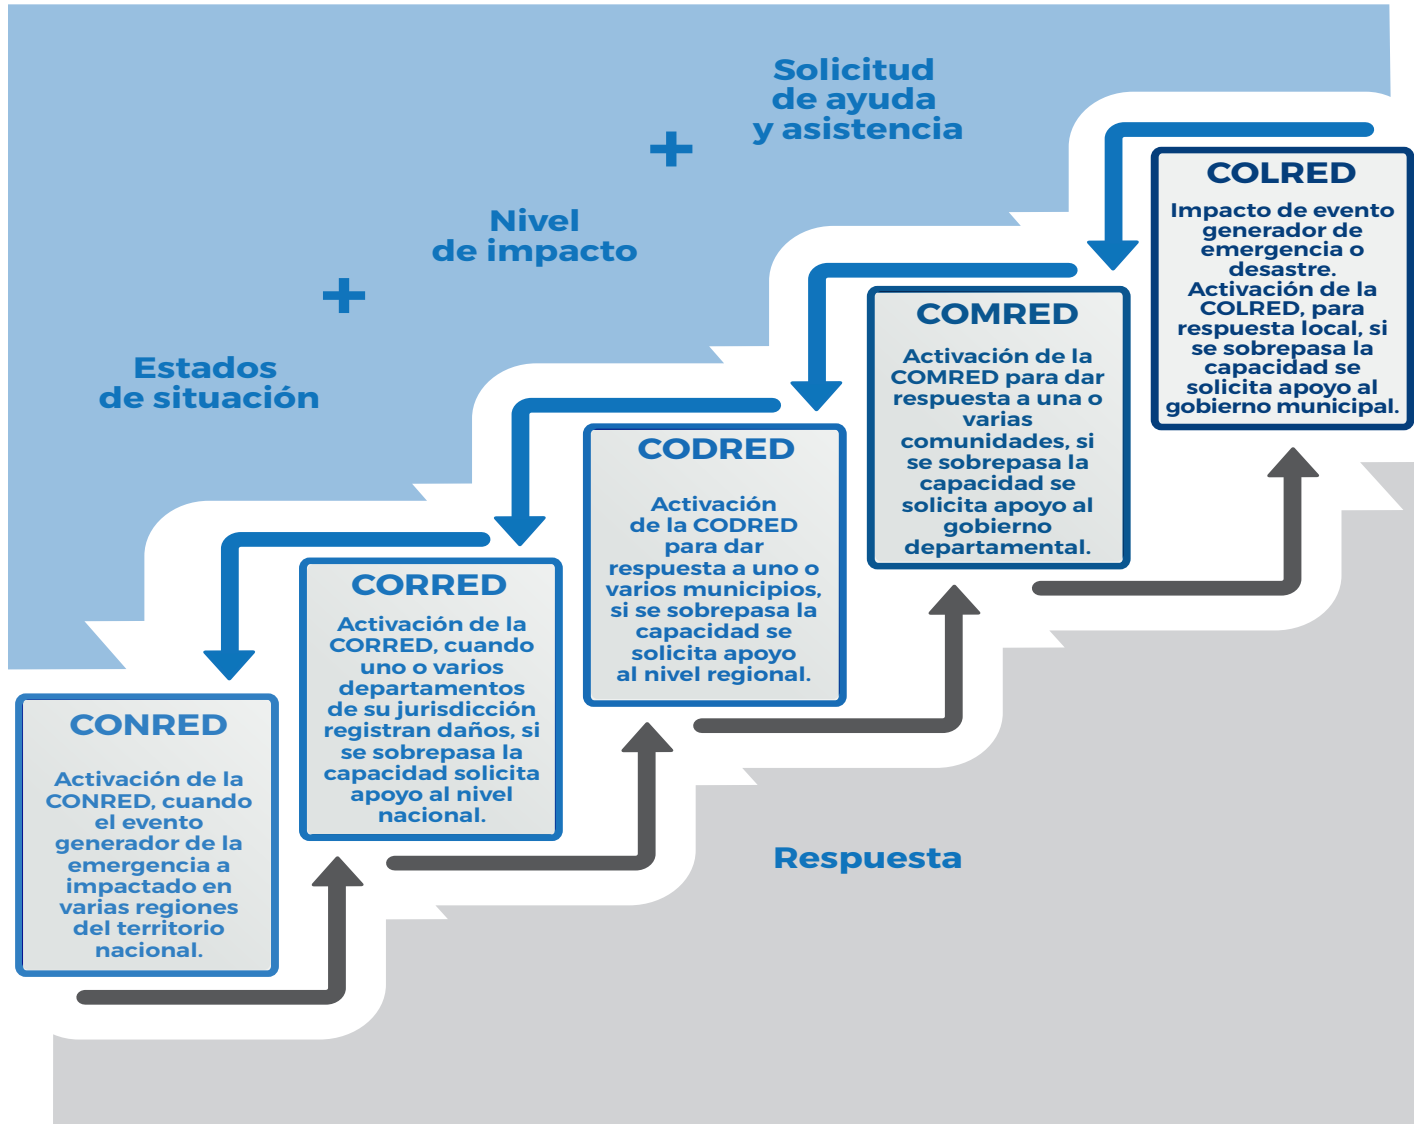 Solicitud
de ayuda
y asistencia
+
Nivel
de impacto
+
Estados
de situación
COLRED
Impacto de evento
generador de
emergencia o
desastre.
Activación de la
COLRED, para
respuesta local, si
se sobrepasa la
capacidad se
solicita apoyo al
gobierno municipal.
COMRED
Activación de la
COMRED para dar
respuesta a una o
varias
comunidades, si
se sobrepasa la
capacidad se
solicita apoyo al
gobierno
departamental.
CODRED
Activación
de la CODRED
para dar
respuesta a uno o
varios municipios,
si se sobrepasa la
capacidad se
solicita apoyo
al nivel regional.
CORRED
Activación de la
CORRED, cuando
uno o varios
departamentos
de su jurisdicción
registran daños, si
se sobrepasa la
capacidad solicita
apoyo al nivel
nacional.
CONRED
Activación de la
CONRED, cuando
el evento
generador de la
emergencia a
impactado en
varias regiones
del territorio
nacional.
Respuesta